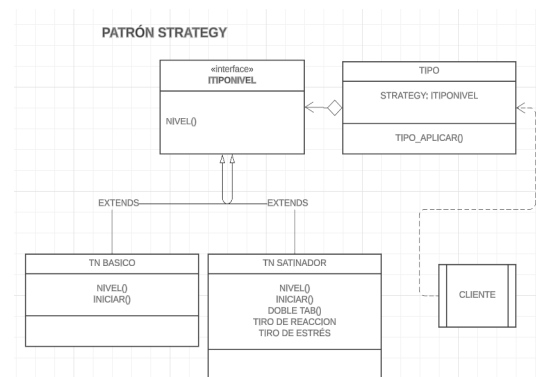 PATRÓN STRATEGY
«interface»
ITIPONIVEL
NIVEL()
TIPO
STRATEGY: ITIPONIVEL
TIPO_APLICAR()
EXTENDS
EXTENDS
TN BASICO
NIVEL()
INICIAR()
TN SATINADOR
NIVEL()
INICIAR()
DOBLE TAB()
TIRO DE REACCION
TIRO DE ESTRÉS
CLIENTE